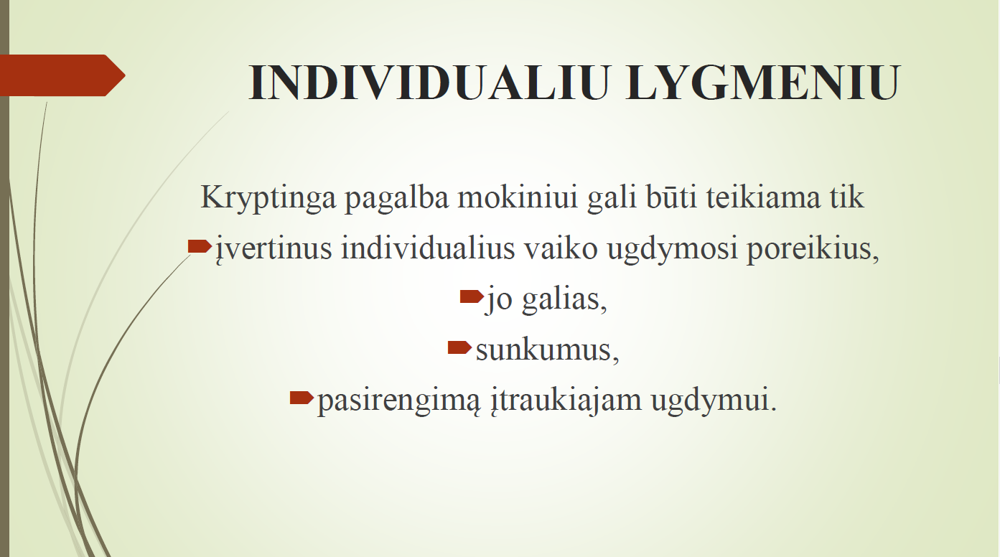 INDIVIDUALIU LYGMENIU
Kryptinga pagalba mokiniui gali būti teikiama tik
įvertinus individualius vaiko ugdymosi poreikius,
jo galias,
sunkumus,
pasirengimą įtraukiajam ugdymui.